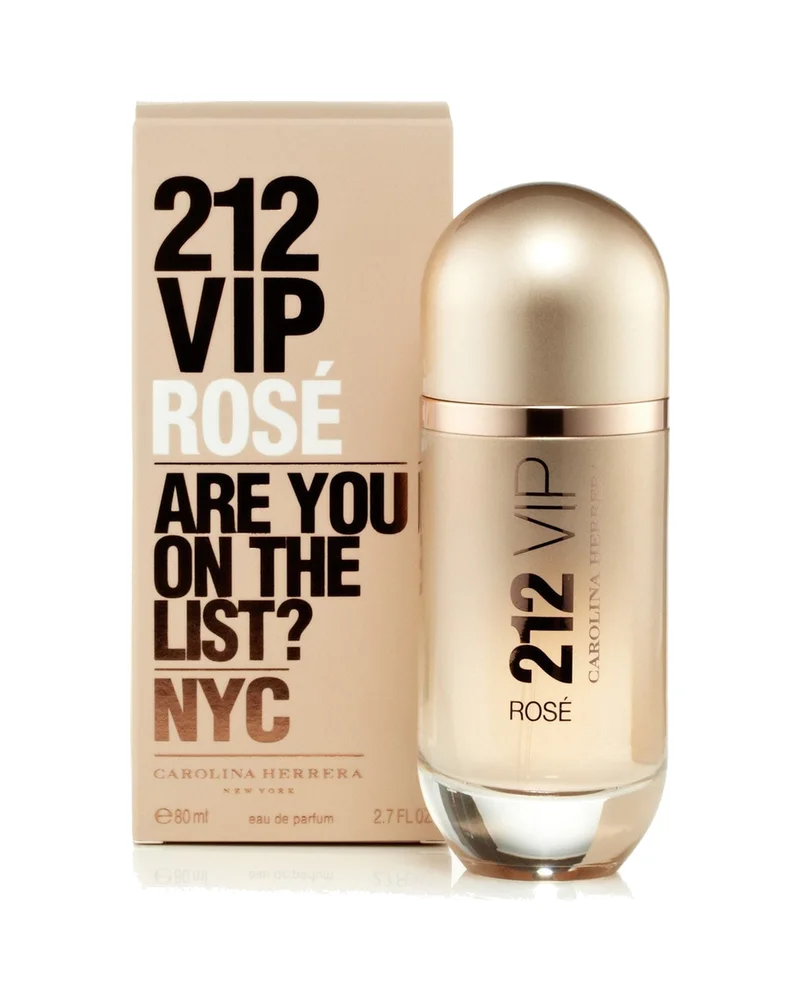 212
VIP
ROSÉ
ARE YOU
ON THE
LIST?
NYC
CAROLINA HERRERA
NEW YORK
℮80 ml eau de parfum 2.7 FL OZ
212 VIP
ROSÉ
CAROLINA HERRERA